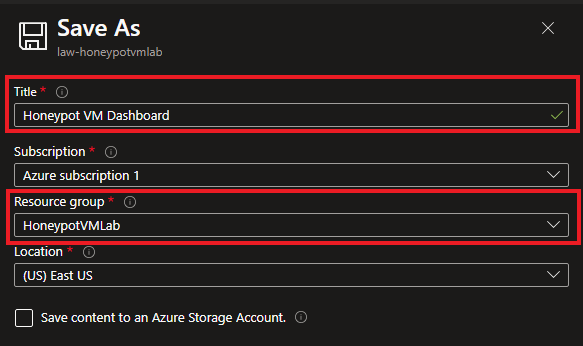 Save As
law-honeypotvmlab
Title *
Honeypot VM Dashboard
Subscription *
Azure subscription 1
Resource group *
HoneypotVMLab
Location *
(US) East US
Save content to an Azure Storage Account.